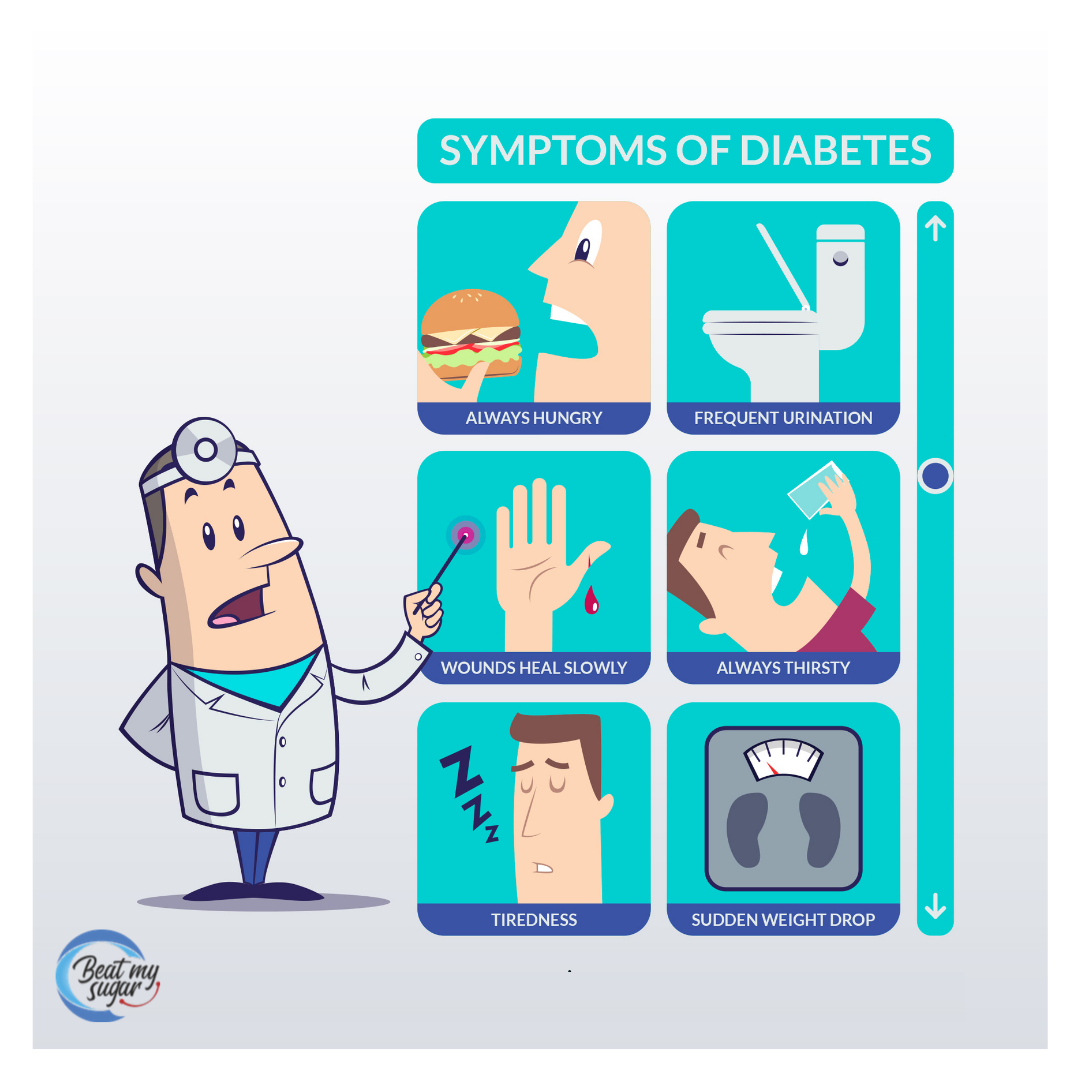 SYMPTOMS OF DIABETES
ALWAYS HUNGRY
FREQUENT URINATION
WOUNDS HEAL SLOWLY
ALWAYS THIRSTY
Z
Z
Z
TIREDNESS
SUDDEN WEIGHT DROP
Beat my
sugar